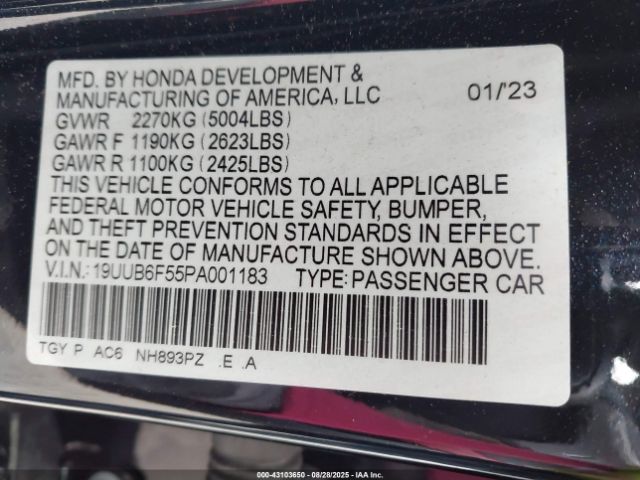 MFD. BY HONDA DEVELOPMENT &
MANUFACTURING OF AMERICA, LLC 01/'23
GVWR 2270KG (5004LBS)
GAWR F 1190KG (2623LBS)
GAWR R 1100KG (2425LBS)
THIS VEHICLE CONFORMS TO ALL APPLICABLE
FEDERAL MOTOR VEHICLE SAFETY, BUMPER,
AND THEFT PREVENTION STANDARDS IN EFFECT
ON THE DATE OF MANUFACTURE SHOWN ABOVE.
V.I.N.: 19UUB6F55PA001183 TYPE: PASSENGER CAR
TGY P AC6 NH893PZ .E .A
000-43103650 - 08/28/2025 - IAAI.COM